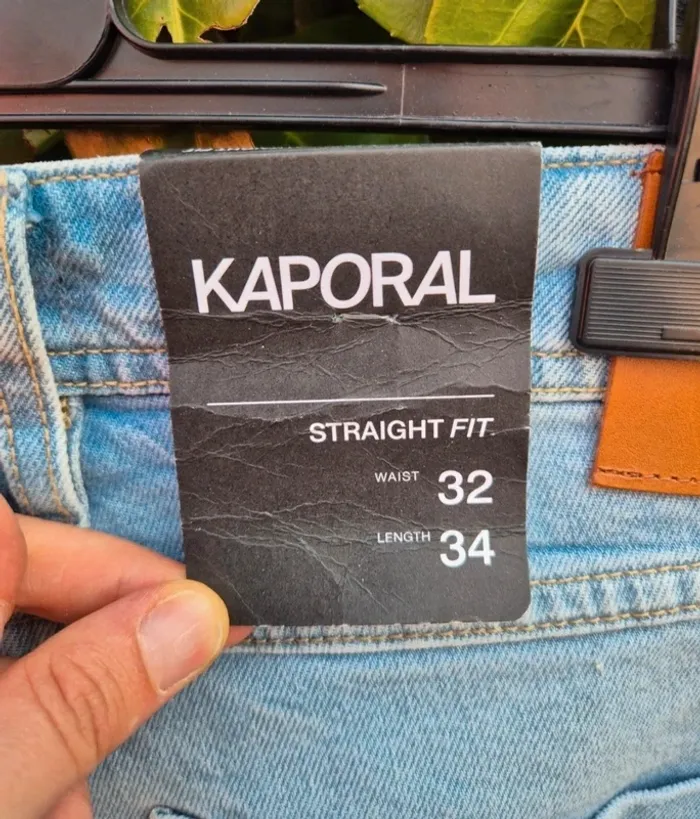 KAPORAL
STRAIGHT FIT
WAIST 32
LENGTH 34